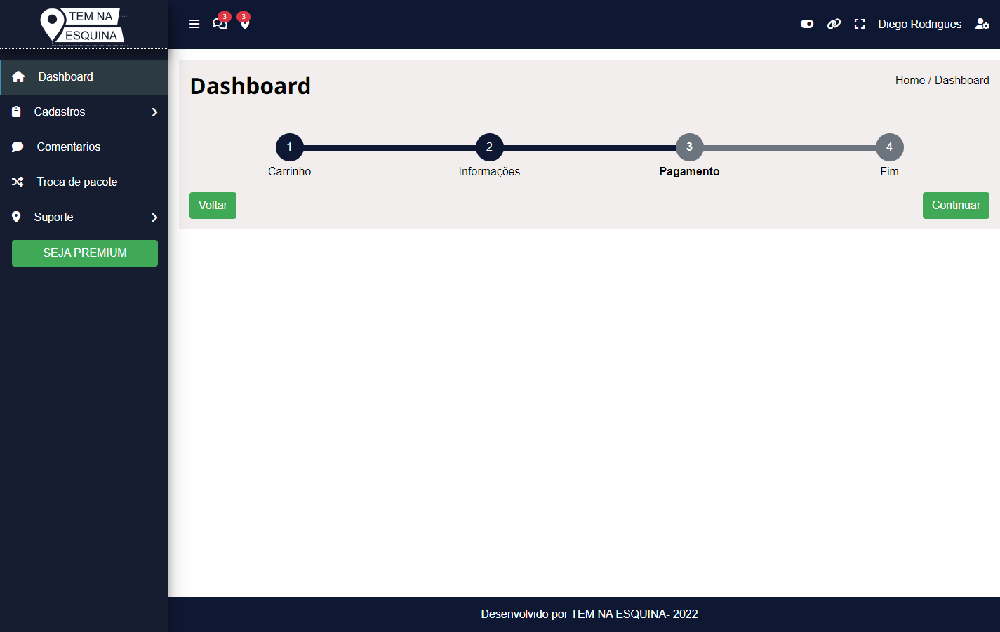 TEM NA
ESQUINA
3
3
Diego Rodrigues
Dashboard
Cadastros
Comentarios
Troca de pacote
Suporte
SEJA PREMIUM
Dashboard
Home / Dashboard
1
2
3
4
Carrinho
Informações
Pagamento
Fim
Voltar
Continuar
Desenvolvido por TEM NA ESQUINA- 2022